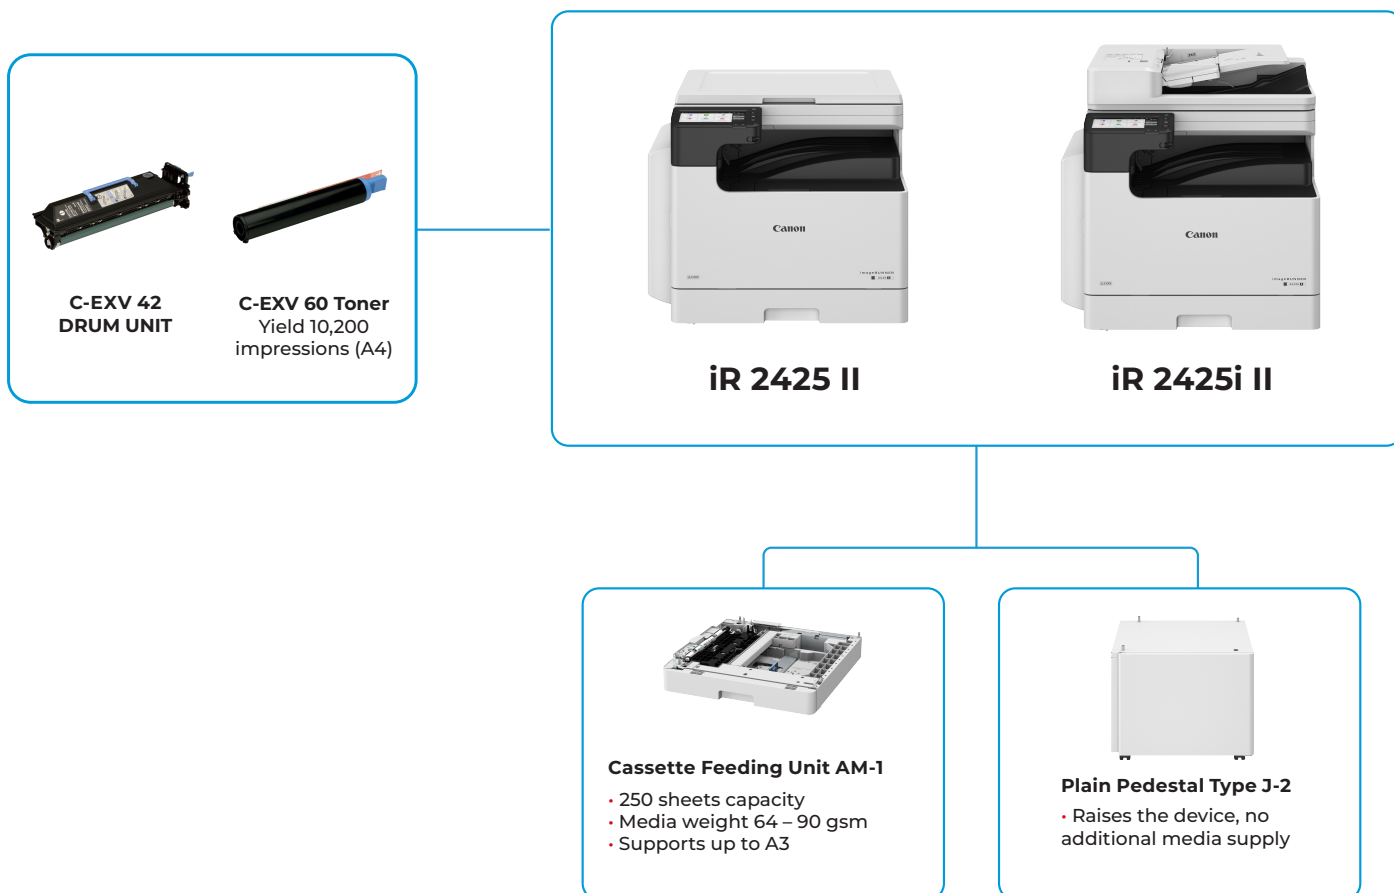 C-EXV 42
DRUM UNIT
C-EXV 60 Toner
Yield 10,200
impressions (A4)
Canon
imageRUNNER
Canon
imageRUNNER
iR 2425 II
iR 2425i II
Cassette Feeding Unit AM-1
• 250 sheets capacity
• Media weight 64 – 90 gsm
• Supports up to A3
Plain Pedestal Type J-2
• Raises the device, no
additional media supply